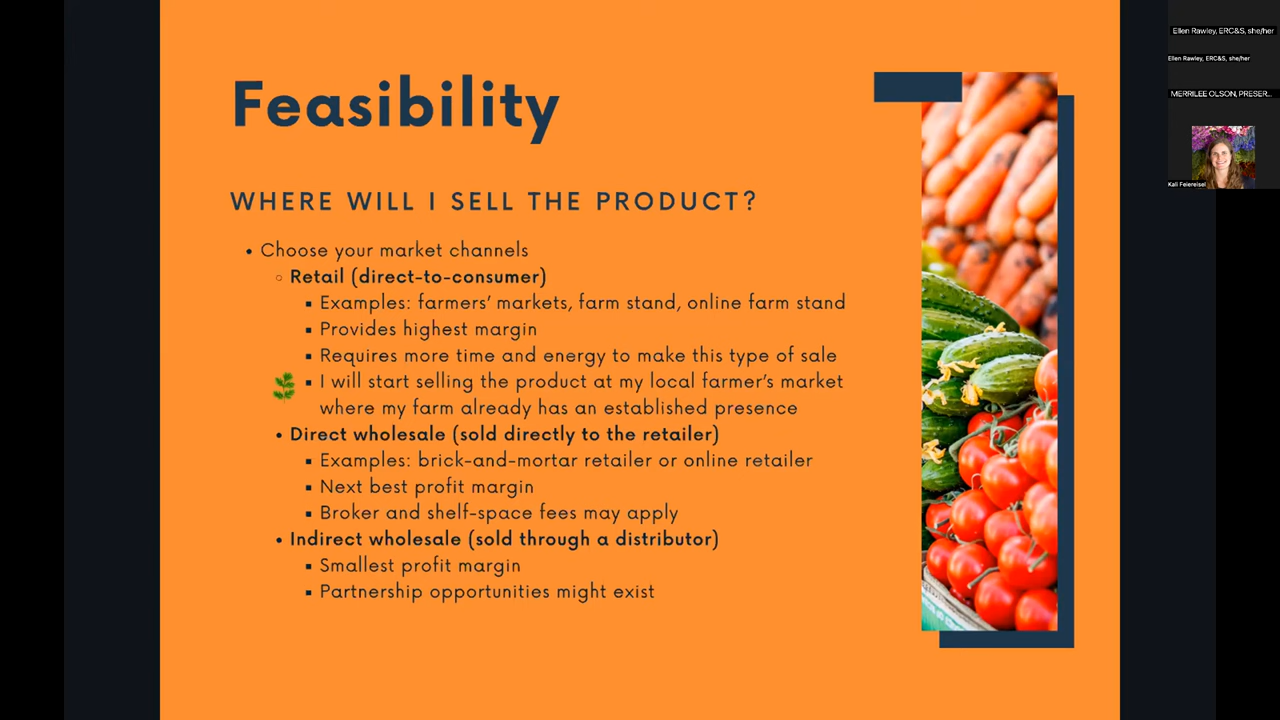 Feasibility
WHERE WILL I SELL THE PRODUCT?
• Choose your market channels
◦ Retail (direct-to-consumer)
▪ Examples: farmers’ markets, farm stand, online farm stand
▪ Provides highest margin
▪ Requires more time and energy to make this type of sale
▪ I will start selling the product at my local farmer’s market
where my farm already has an established presence
• Direct wholesale (sold directly to the retailer)
▪ Examples: brick-and-mortar retailer or online retailer
▪ Next best profit margin
▪ Broker and shelf-space fees may apply
• Indirect wholesale (sold through a distributor)
▪ Smallest profit margin
▪ Partnership opportunities might exist
Ellen Rawley, ERC&S, she/her
Ellen Rawley, ERC&S, she/her
MERRILEE OLSON, PRESER...
Kali Feiereisel